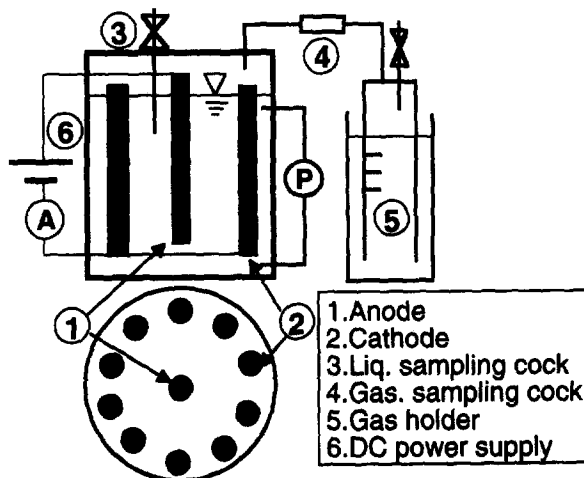 3
4
6
P
A
5
1
2
1.Anode
2.Cathode
3.Liq. sampling cock
4.Gas. sampling cock
5.Gas holder
6.DC power supply